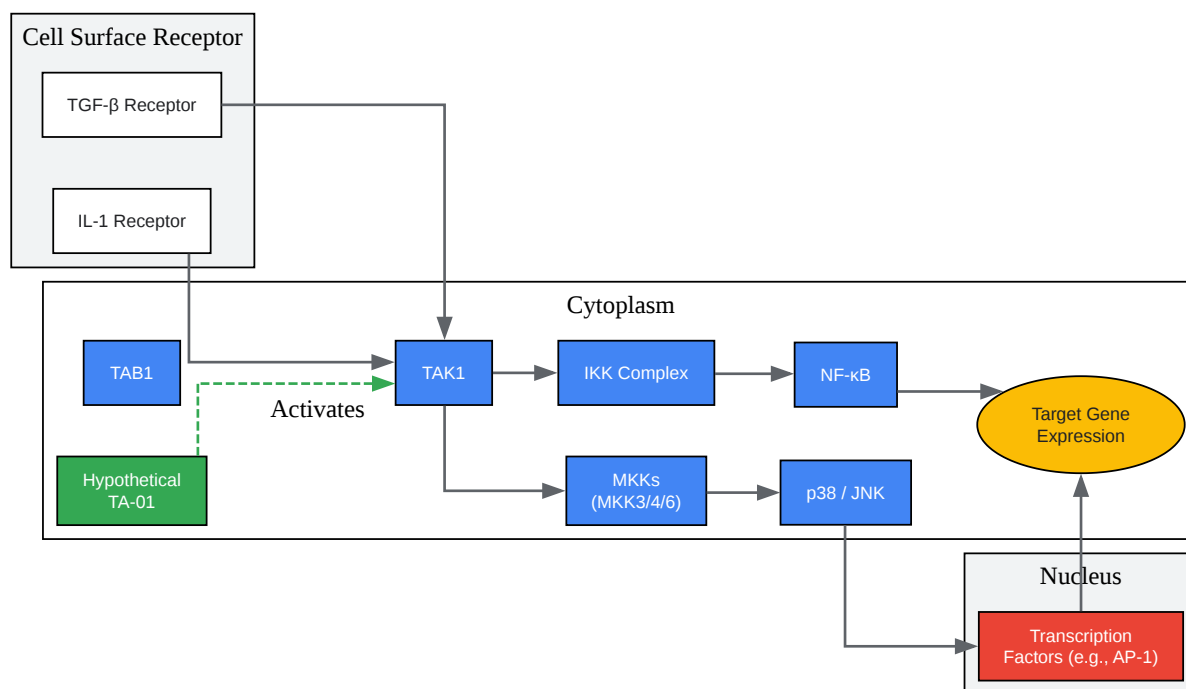 Cell Surface Receptor
TGF-β Receptor
IL-1 Receptor
Cytoplasm
TAB1
TAK1
IKK Complex
NF-κB
Target Gene
Expression
Activates
Hypothetical
TA-01
MKKs
(MKK3/4/6)
p38 / JNK
Nucleus
Transcription
Factors (e.g., AP-1)